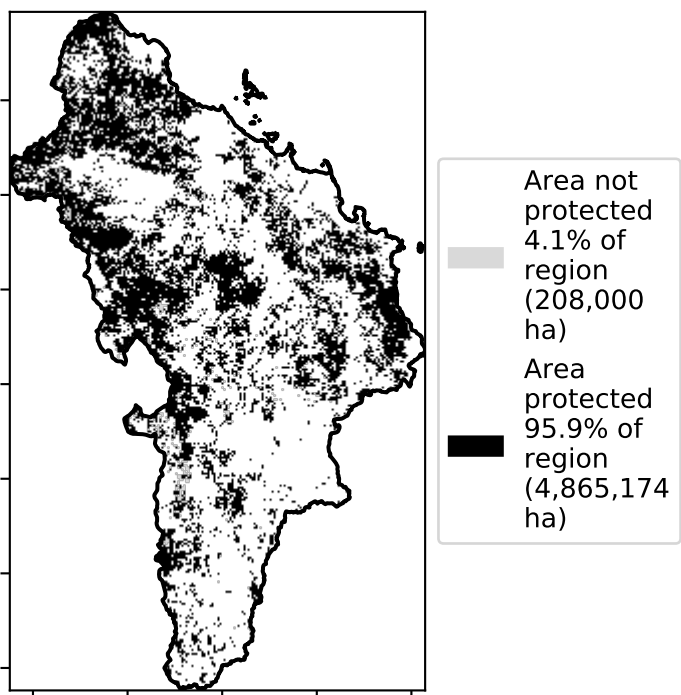 Area not
protected
4.1% of
region
(208,000
ha)
Area
protected
95.9% of
region
(4,865,174
ha)